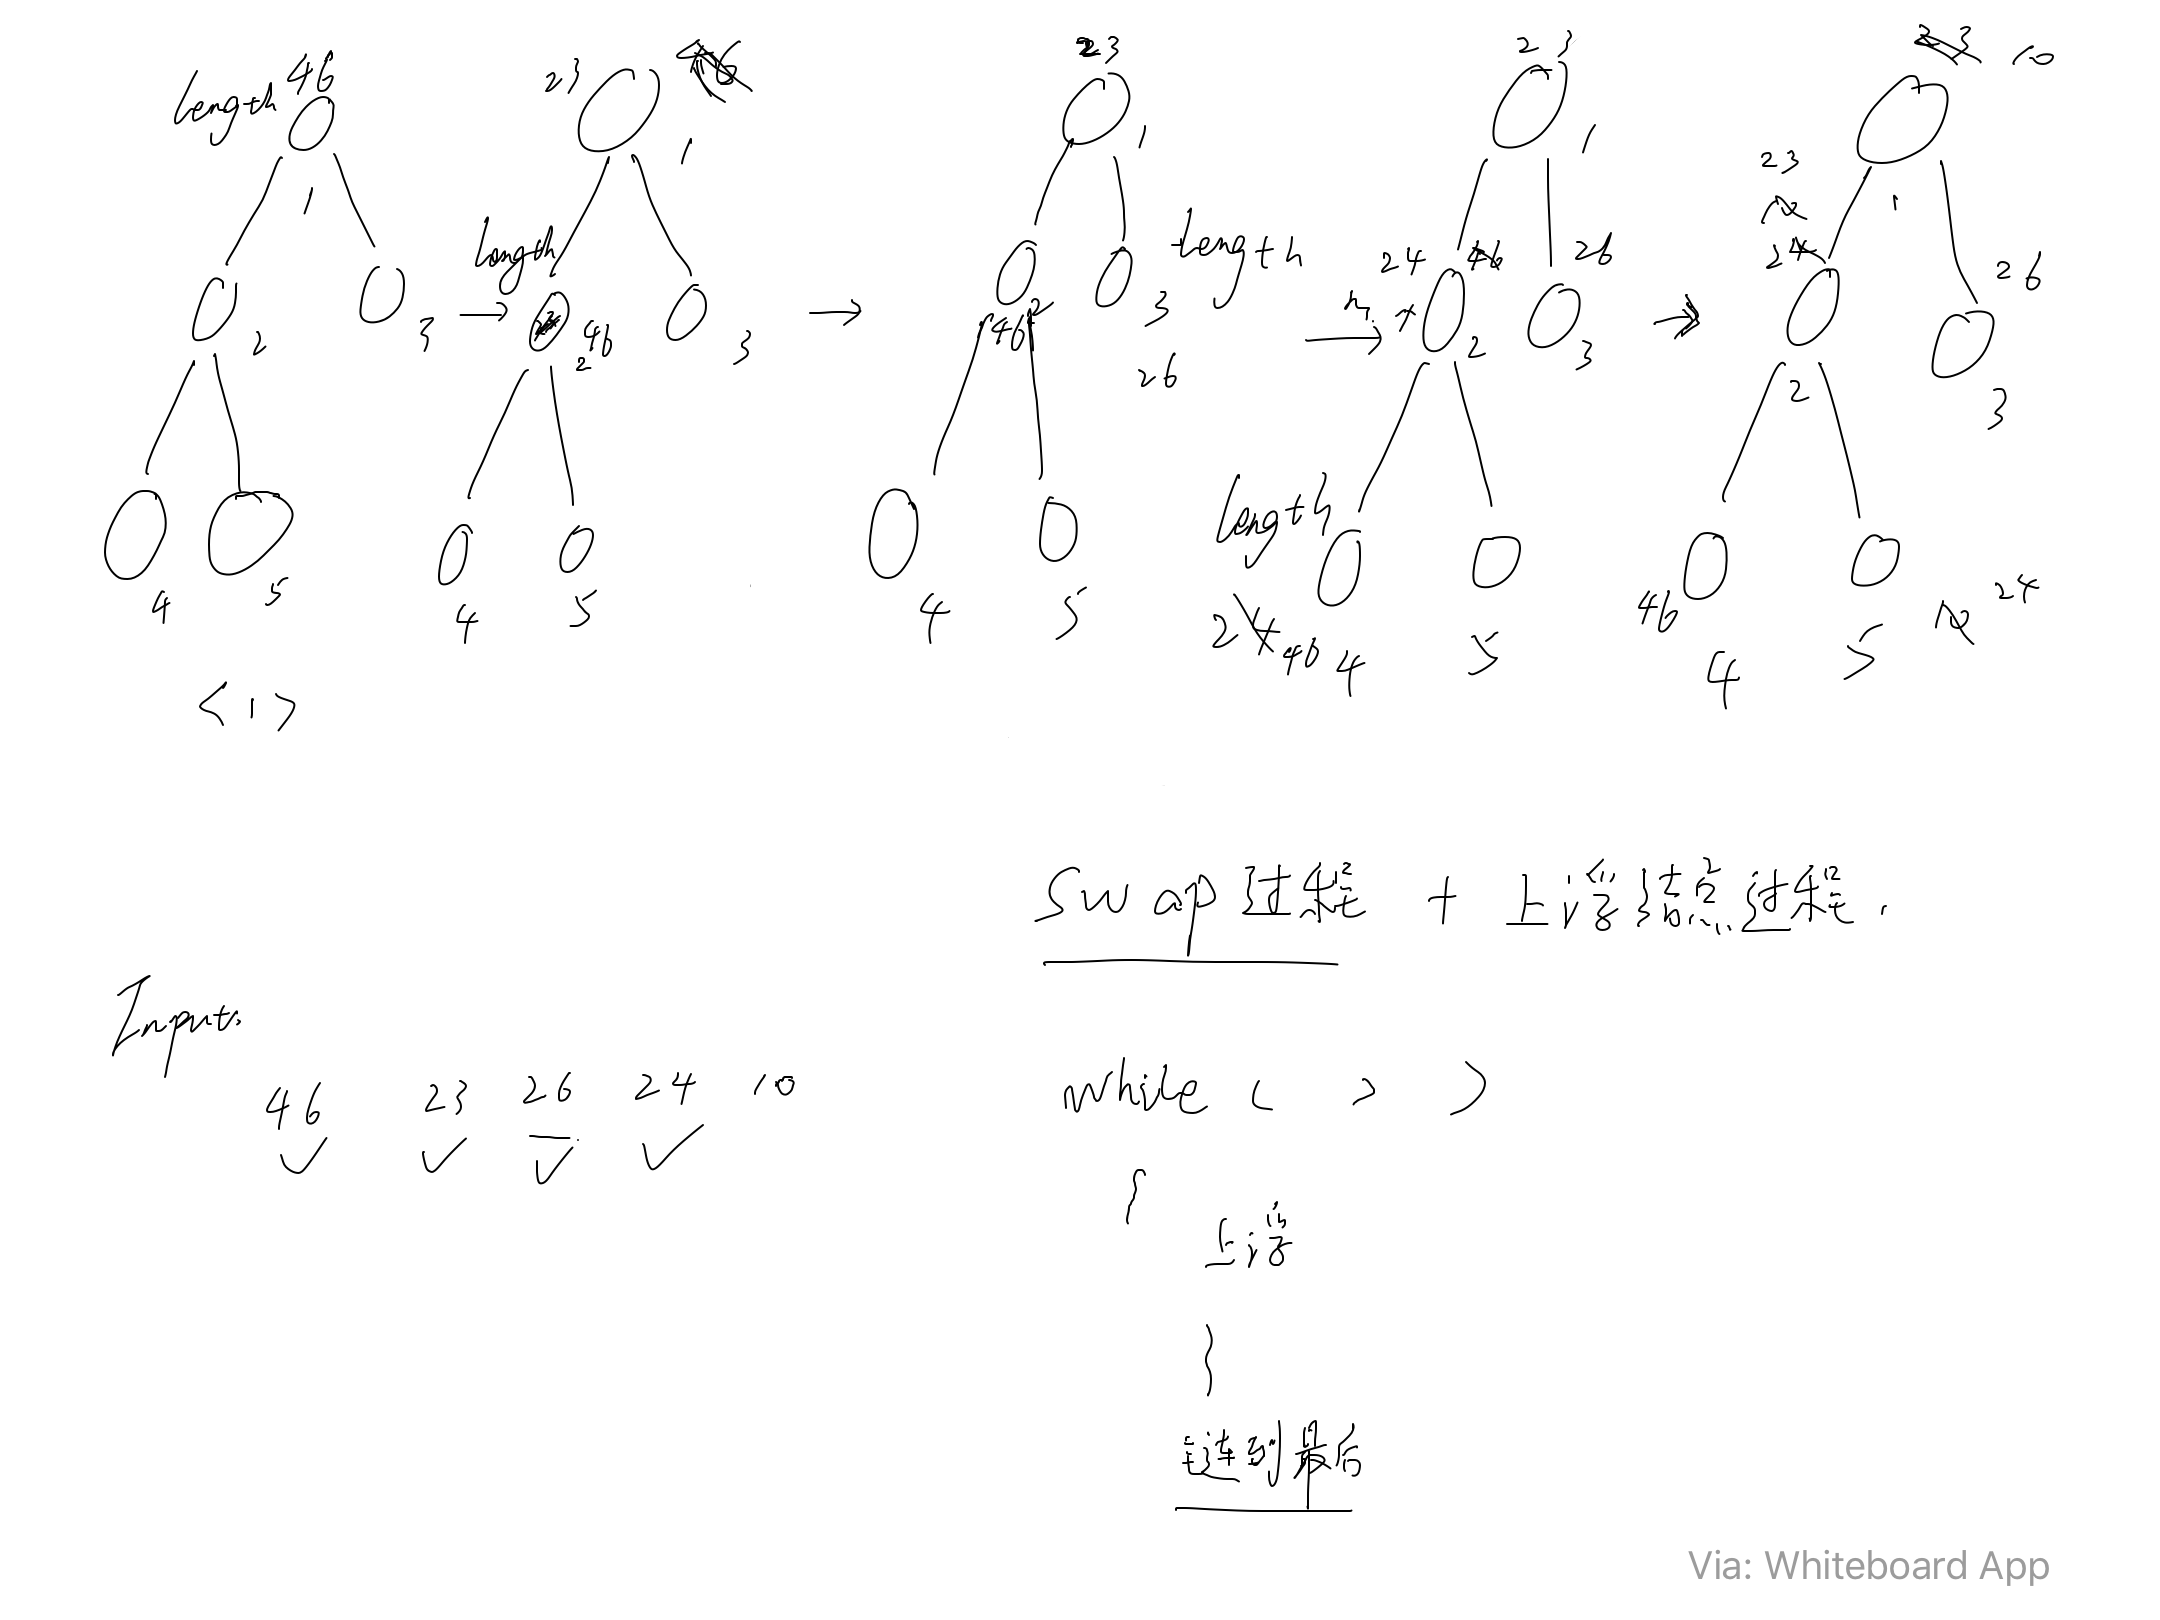 46 23 46 23 23 23 10
length 1 1 1 1
23
length 46 length 24 46 26 24 26
2 3 2 3 2 3 2 3 2 3
46 26
length
4 5 4 5 4 5 24 46 4 5 46 4 5 24
<1>
swap过程 + 上浮结点过程.
Input:
46 23 26 24 10
while ( > )
{
上浮
}
链到最后
Via: Whiteboard App